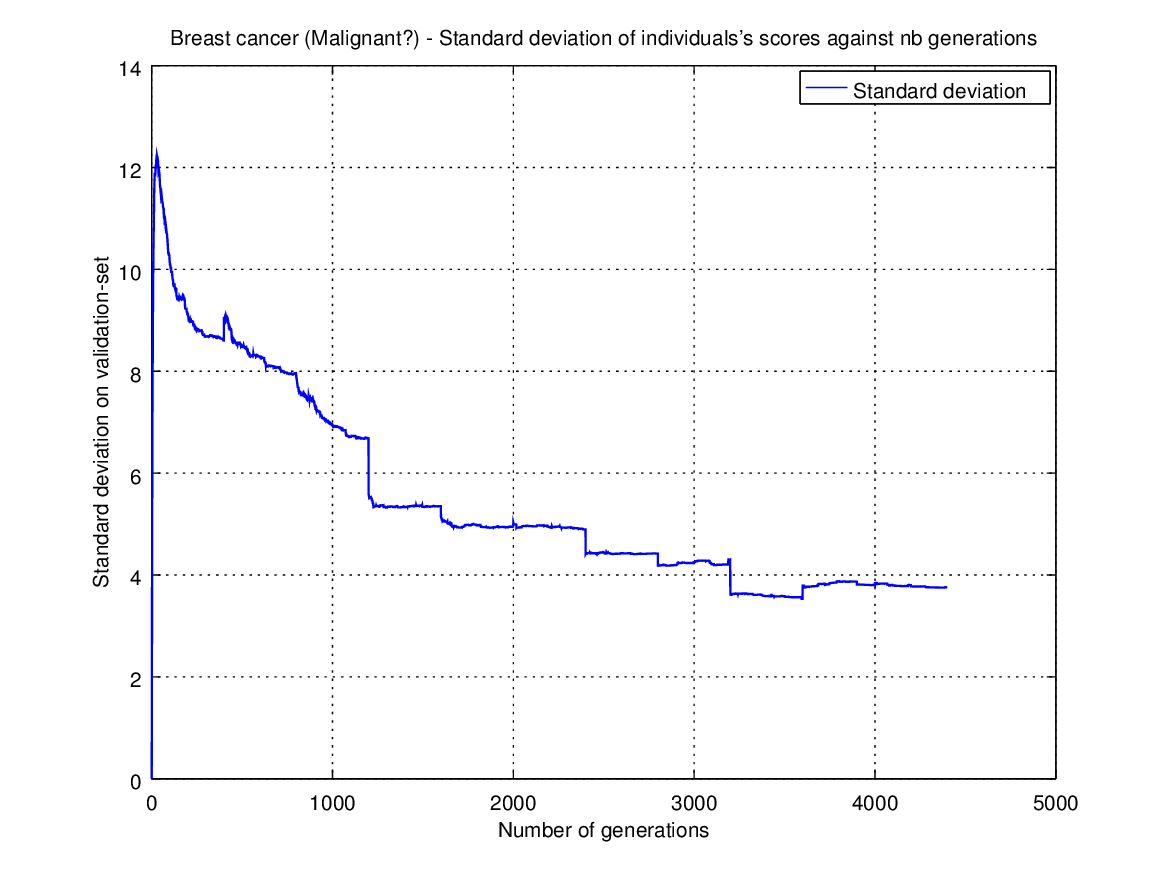 Breast cancer (Malignant?) - Standard deviation of individuals's scores against nb generations
Standard deviation
14
12
10
8
6
4
2
0
Standard deviation on validation-set
0 1000 2000 3000 4000 5000
Number of generations